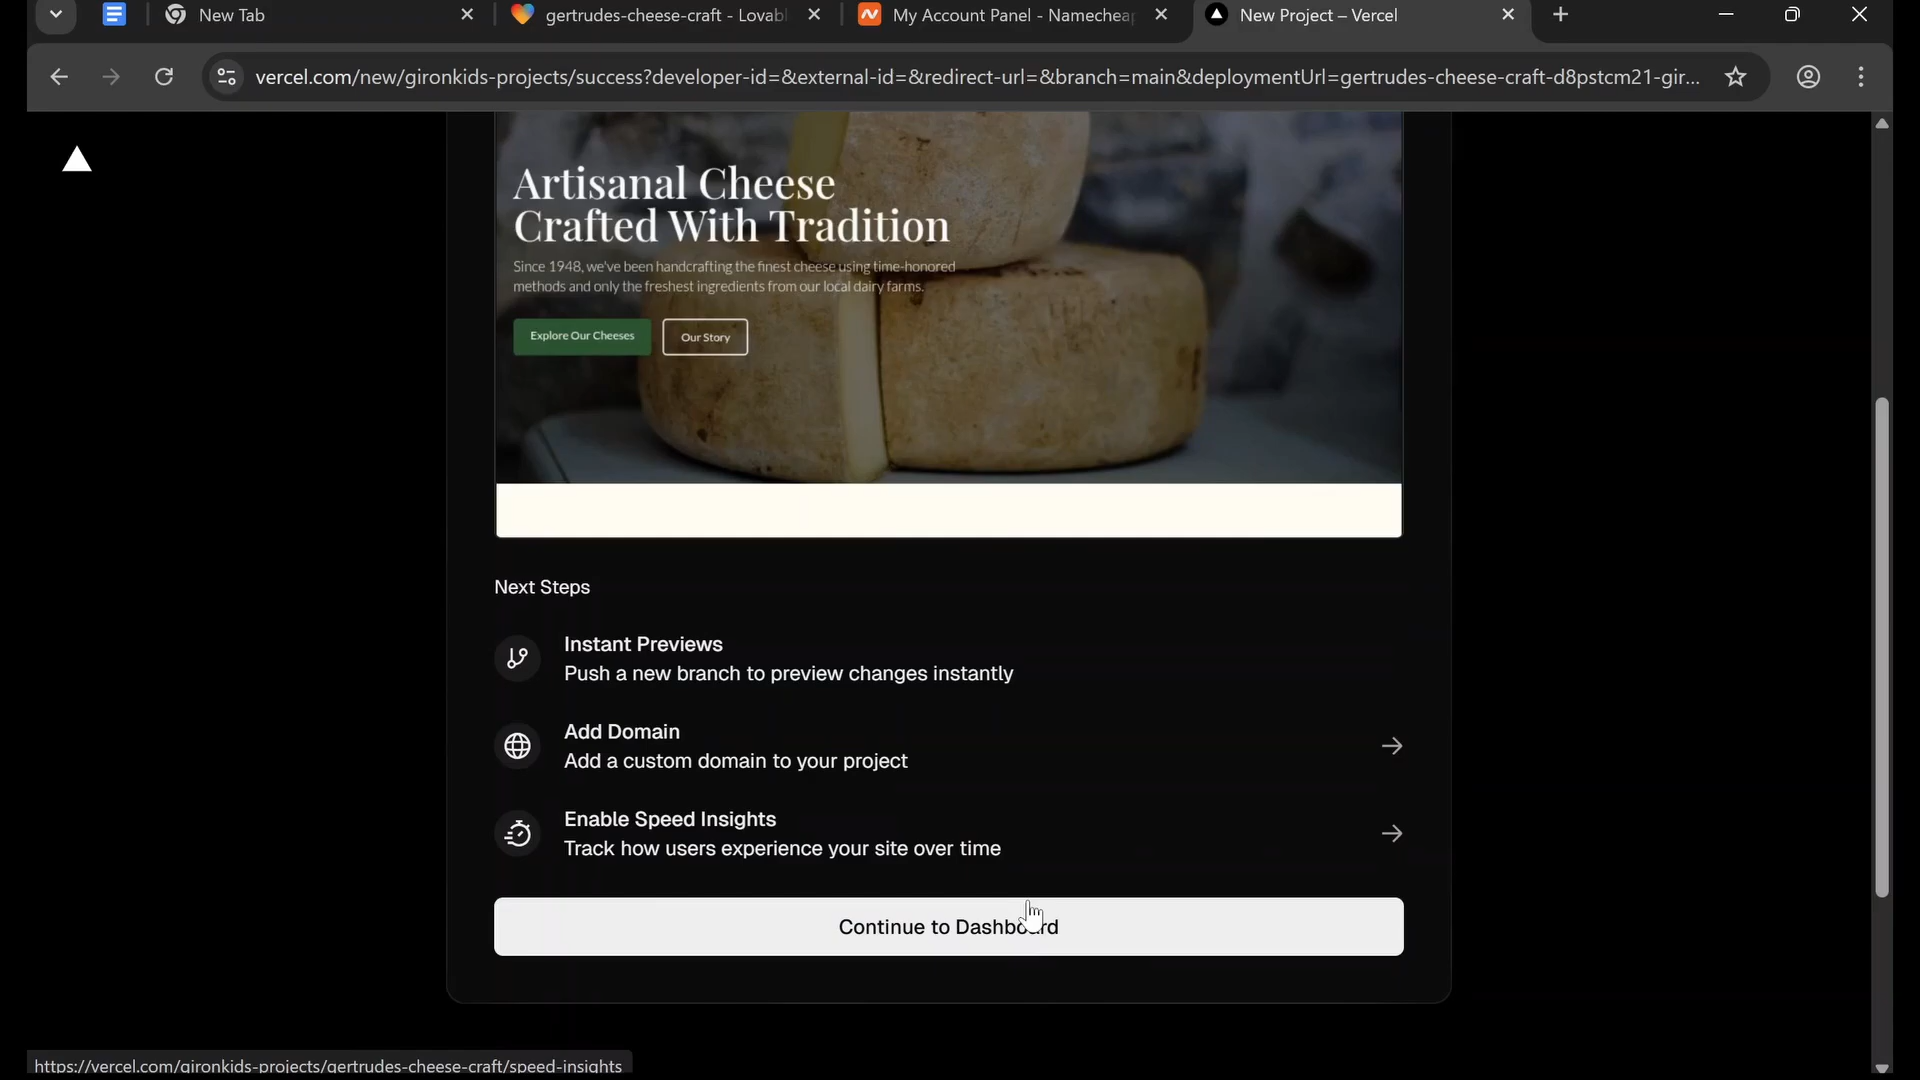 New Tab
gertrudes-cheese-craft - Lovabl
My Account Panel - Namecheap
New Project – Vercel
vercel.com/new/gironkids-projects/success?developer-id=&external-id=&redirect-url=&branch=main&deploymentUrl=gertrudes-cheese-craft-d8pstcm21-gir...
Artisanal Cheese
Crafted With Tradition
Since 1948, we've been handcrafting the finest cheese using time-honored
methods and only the freshest ingredients from our local dairy farms.
Explore Our Cheeses
Our Story
Next Steps
Instant Previews
Push a new branch to preview changes instantly
Add Domain
Add a custom domain to your project
Enable Speed Insights
Track how users experience your site over time
Continue to Dashboard
https://vercel.com/gironkids-projects/gertrudes-cheese-craft/speed-insights